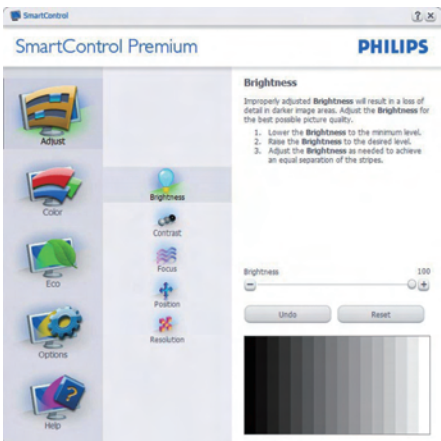 SmartControl
SmartControl Premium
PHILIPS
Adjust
Color
Eco
Options
Help
Brightness
Contrast
Focus
Position
Resolution
Brightness
Improperly adjusted Brightness will result in a loss of
detail in darker image areas. Adjust the Brightness for
the best possible picture quality.
1. Lower the Brightness to the minimum level.
2. Raise the Brightness to the desired level.
3. Adjust the Brightness as needed to achieve
an equal separation of the stripes.
Brightness 100
Undo Reset